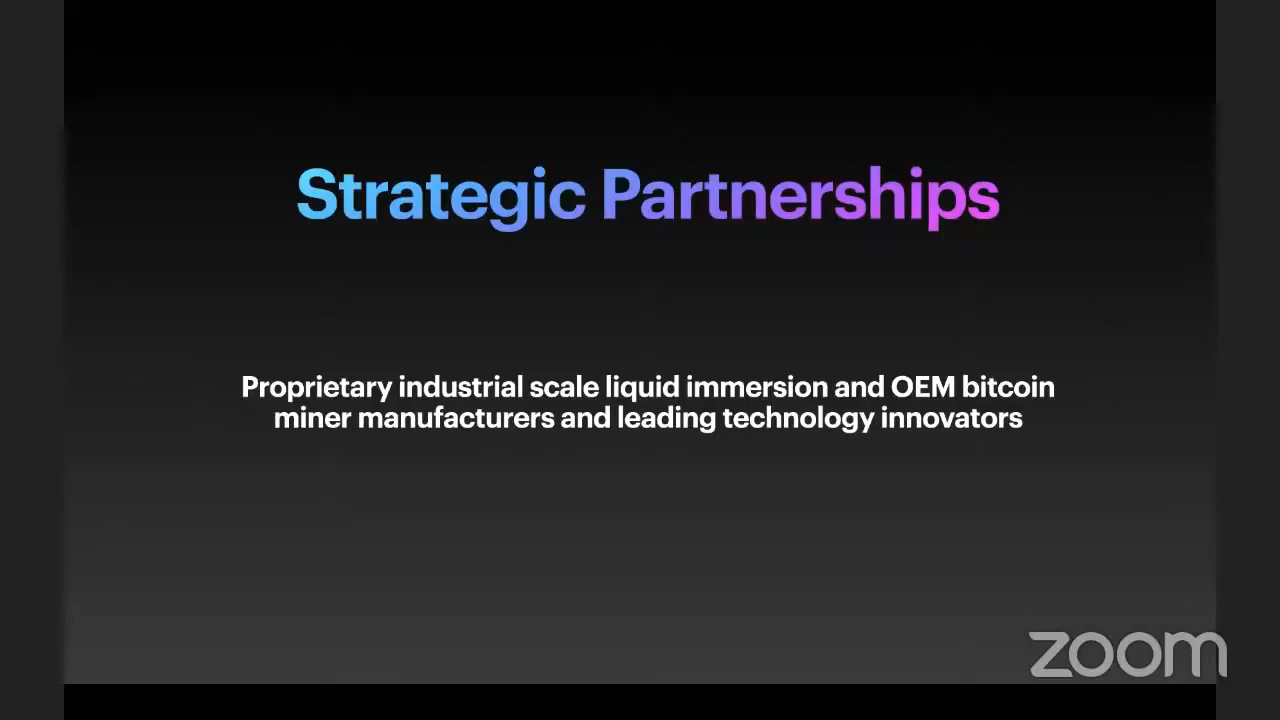 Strategic Partnerships
Proprietary industrial scale liquid immersion and OEM bitcoin
miner manufacturers and leading technology innovators
zoom